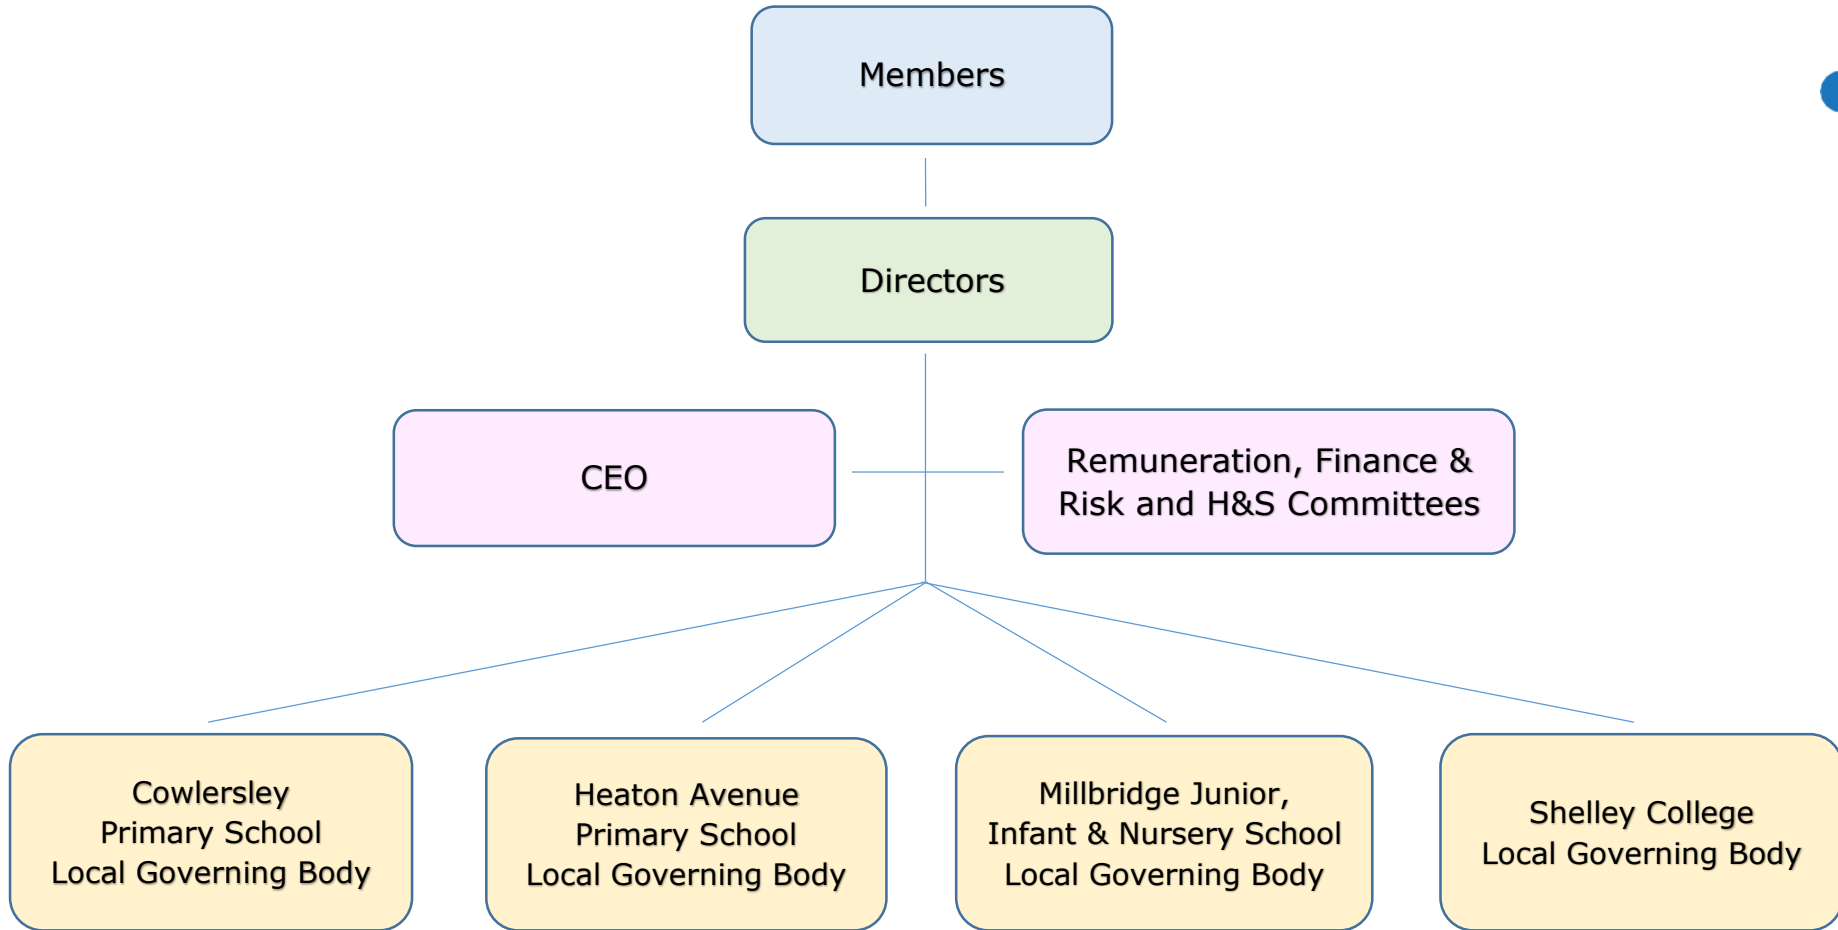 Members
Directors
CEO
Remuneration, Finance &
Risk and H&S Committees
Cowlersley
Primary School
Local Governing Body
Heaton Avenue
Primary School
Local Governing Body
Millbridge Junior,
Infant & Nursery School
Local Governing Body
Shelley College
Local Governing Body